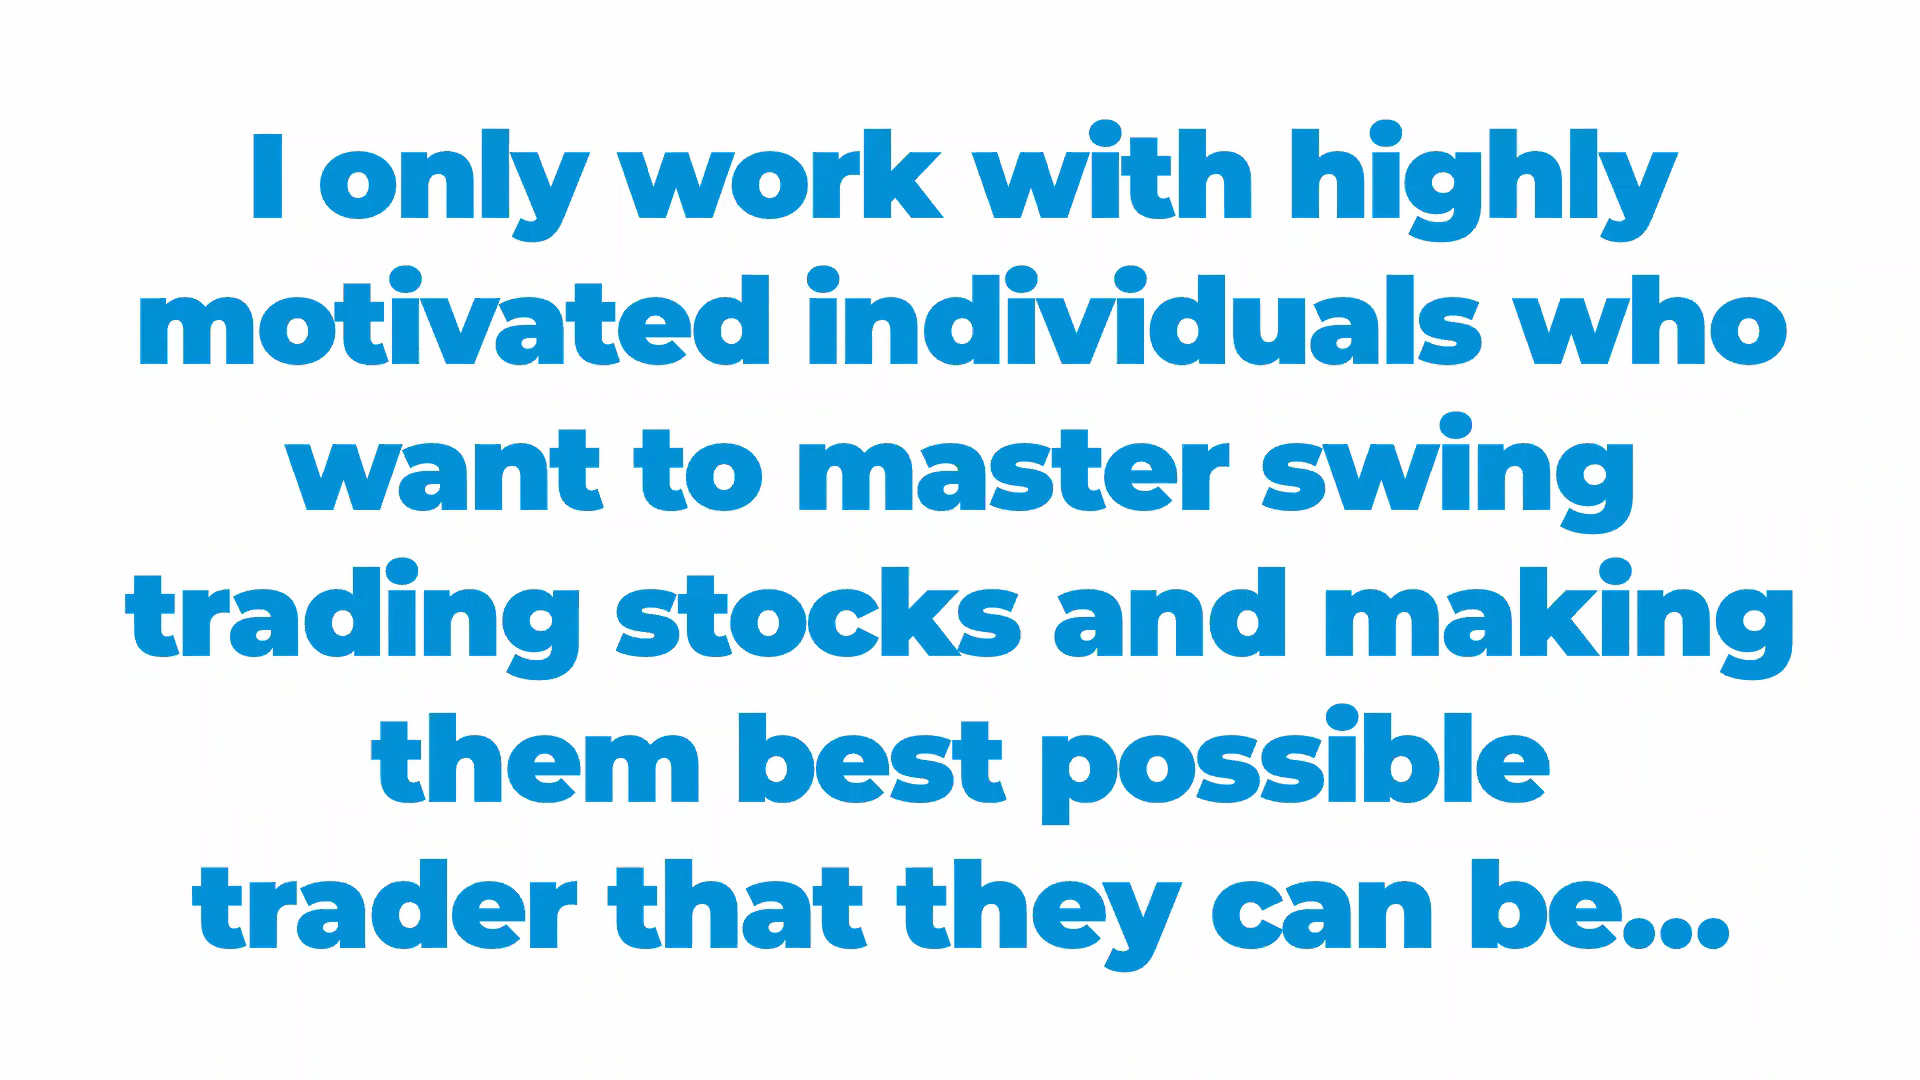 I only work with highly
motivated individuals who
want to master swing
trading stocks and making
them best possible
trader that they can be...